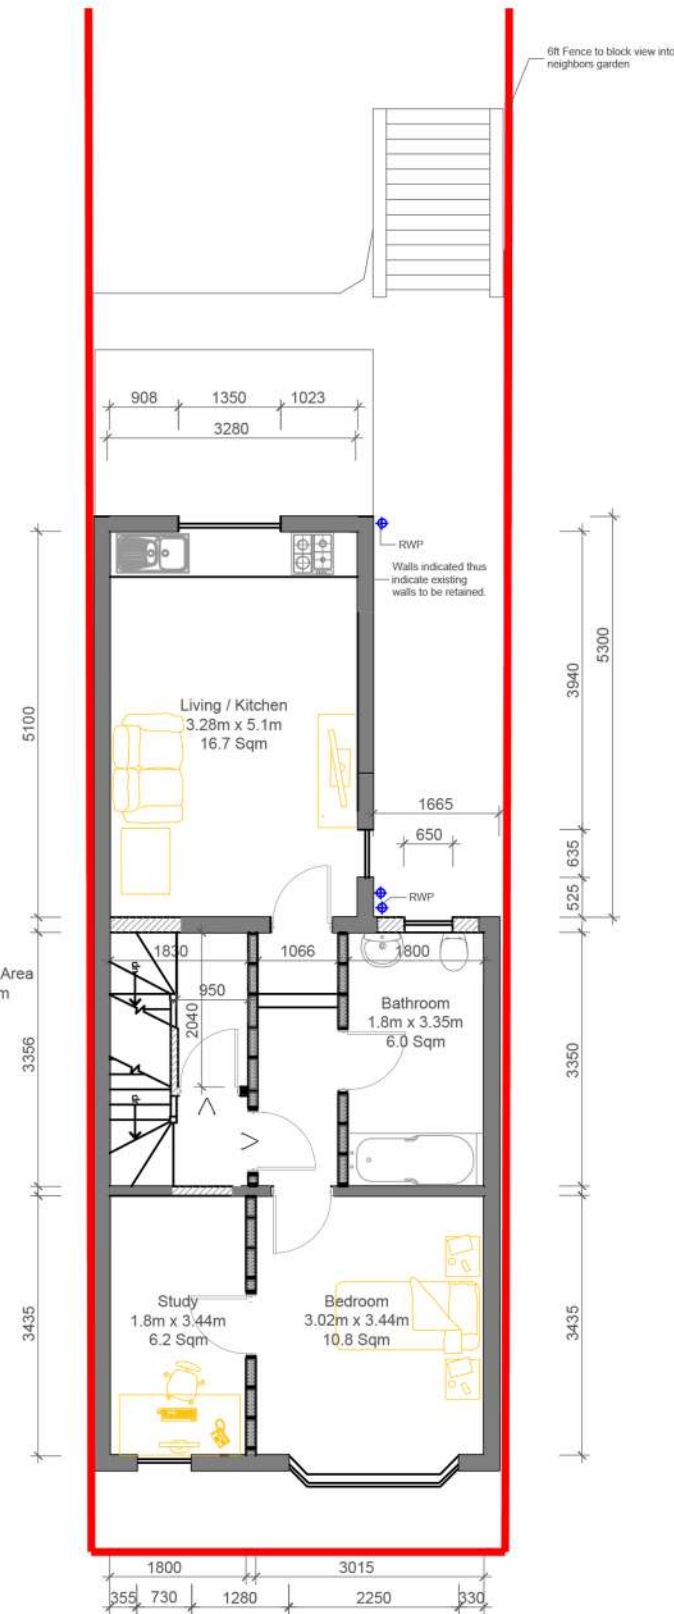 6ft Fence to block view into
neighbors garden
908
1350
1023
3280
RWP
Walls indicated thus
indicate existing
walls to be retained.
5100
Living / Kitchen
3.28m x 5.1m
16.7 Sqm
3940
5300
1665
650
635
525
RWP
1830
1066
1800
Area
m
up
950
2040
Bathroom
1.8m x 3.35m
6.0 Sqm
3356
3350
up
Study
1.8m x 3.44m
6.2 Sqm
Bedroom
3.02m x 3.44m
10.8 Sqm
3435
3435
1800
3015
355
730
1280
2250
330